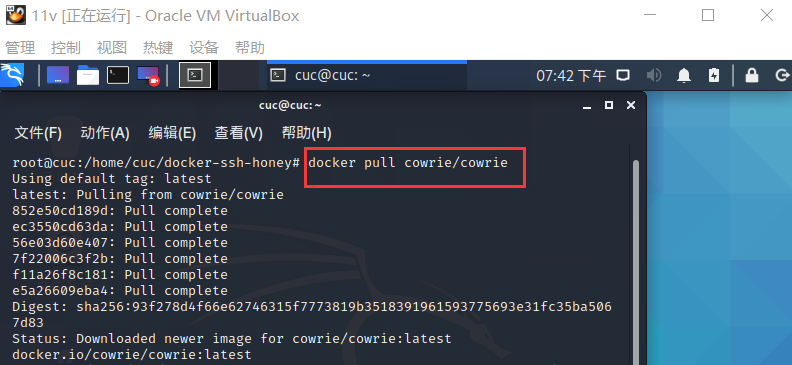 11v [正在运行] - Oracle VM VirtualBox
管理 控制 视图 热键 设备 帮助
cuc@cuc: ~
07:42 下午
cuc@cuc:~
文件(F) 动作(A) 编辑(E) 查看(V) 帮助(H)
root@cuc:/home/cuc/docker-ssh-honey# docker pull cowrie/cowrie
Using default tag: latest
latest: Pulling from cowrie/cowrie
852e50cd189d: Pull complete
ec3550cd63da: Pull complete
56e03d60e407: Pull complete
7f22006c3f2b: Pull complete
f11a26f8c181: Pull complete
e5a26609eba4: Pull complete
Digest: sha256:93f278d4f66e62746315f7773819b3518391961593775693e31fc35ba506
7d83
Status: Downloaded newer image for cowrie/cowrie:latest
docker.io/cowrie/cowrie:latest